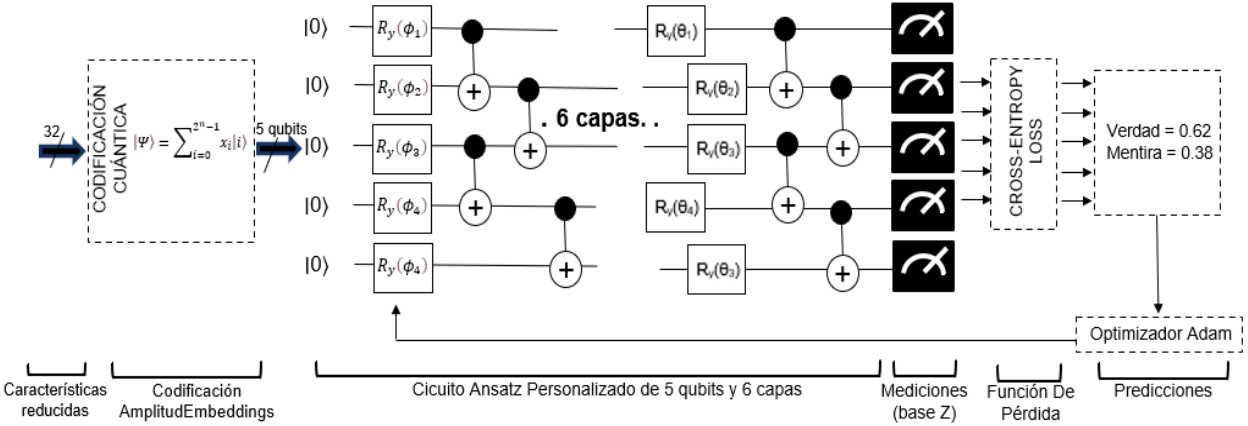 32
CODIFICACIÓN
CUÁNTICA
|Ψ⟩ = ∑_{i=0}^{2^n−1} x_i|i⟩
5 qubits
|0⟩ R_y(ϕ_1) R_y(θ_1)
|0⟩ R_y(ϕ_2) R_y(θ_2)
. 6 capas. .
|0⟩ R_y(ϕ_3) R_y(θ_3)
|0⟩ R_y(ϕ_4) R_y(θ_4)
|0⟩ R_y(ϕ_4) R_y(θ_3)
CROSS-ENTROPY
LOSS
Verdad = 0.62
Mentira = 0.38
Optimizador Adam
Características
reducidas
Codificación
AmplitudEmbeddings
Cicuito Ansatz Personalizado de 5 qubits y 6 capas
Mediciones
(base Z)
Función De
Pérdida
Predicciones